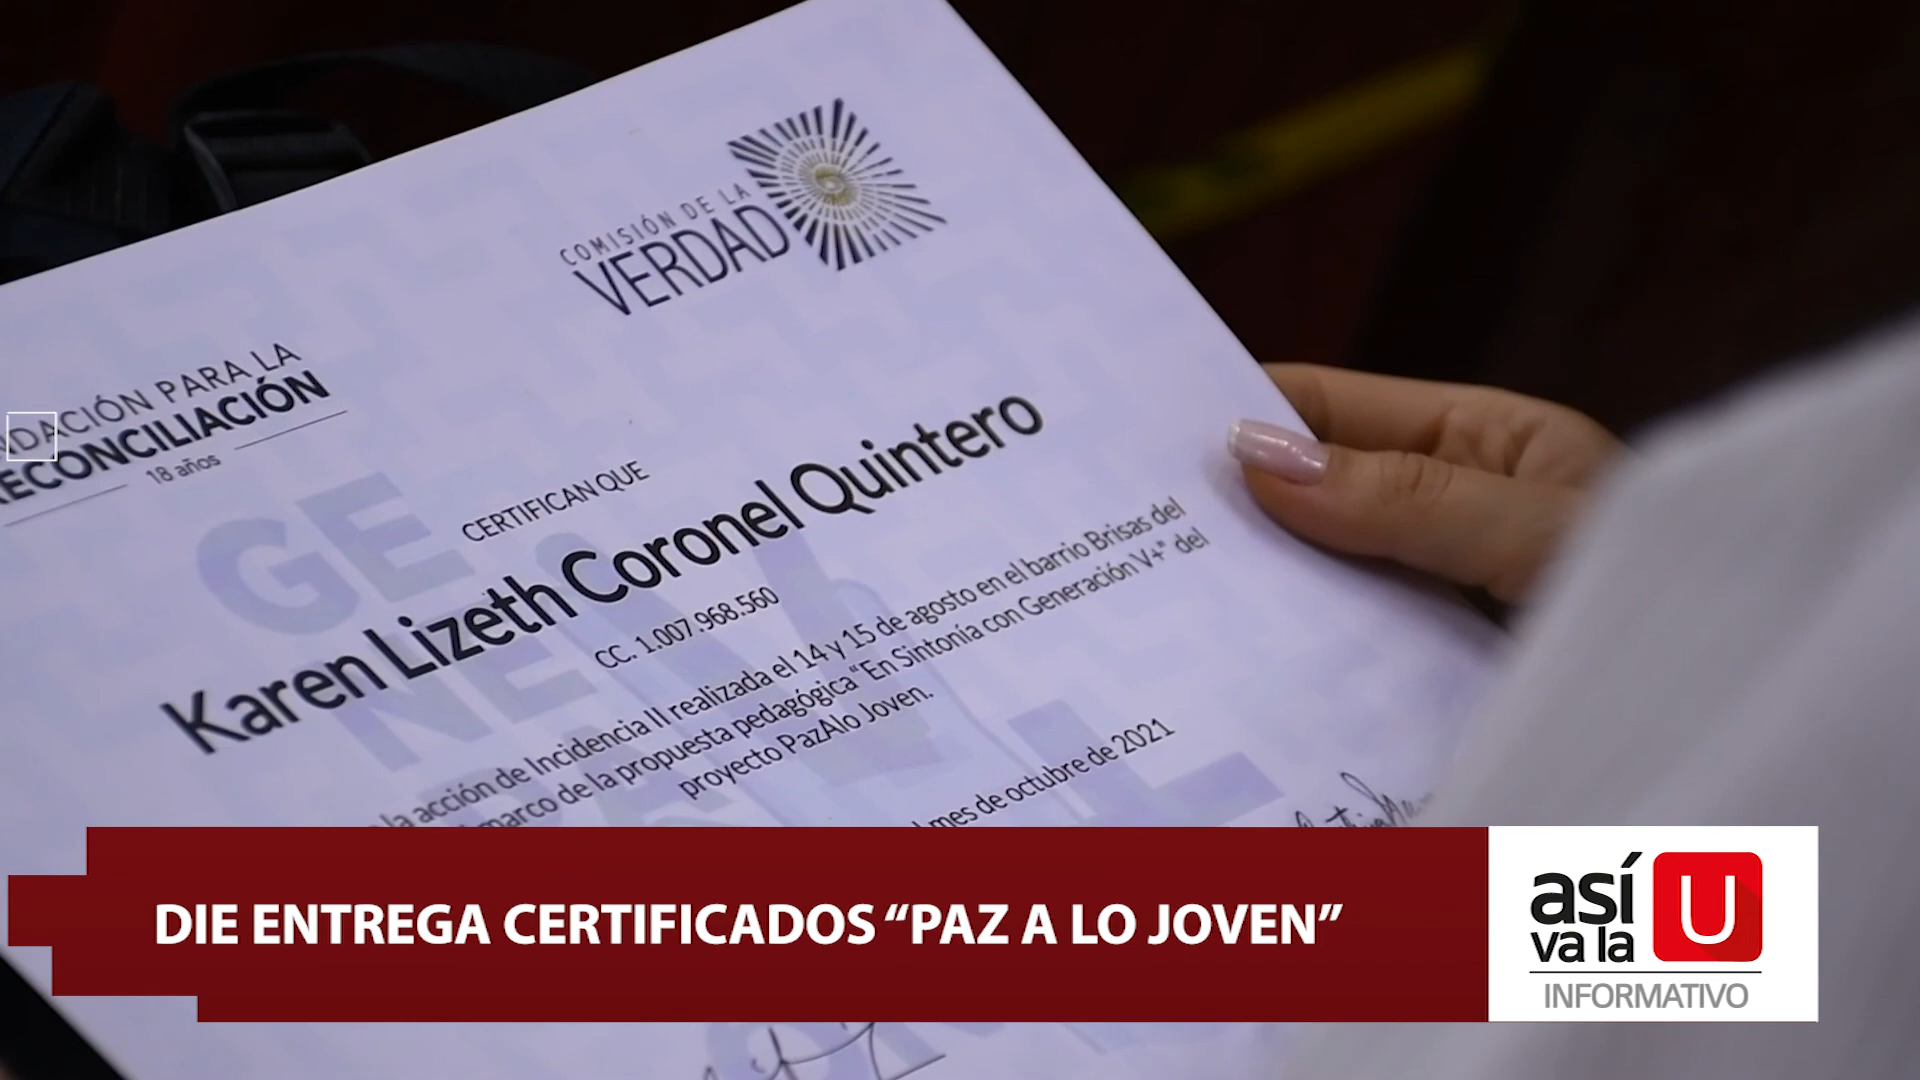 COMISIÓN DE LA
VERDAD
PARA LA
RECONCILIACIÓN
18 años
CERTIFICAN QUE
Karen Lizeth Coronel Quintero
CC. 1.007.968.560
la acción de Incidencia II realizada el 14 y 15 de agosto en el barrio Brisas del
marco de la propuesta pedagógica "En Sintonía con Generación V+" del
proyecto PazAlo Joven.
mes de octubre de 2021
DIE ENTREGA CERTIFICADOS “PAZ A LO JOVEN”
así
va la
U
INFORMATIVO